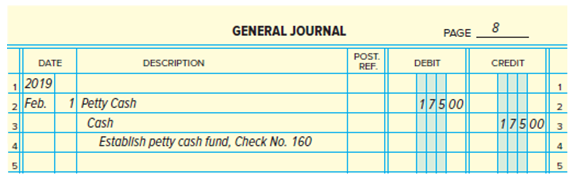 GENERAL JOURNAL PAGE 8
DATE DESCRIPTION POST. REF. DEBIT CREDIT
1 2019 1
2 Feb. 1 Petty Cash 175 00 2
3 Cash 175 00 3
4 Establish petty cash fund, Check No. 160 4
5 5